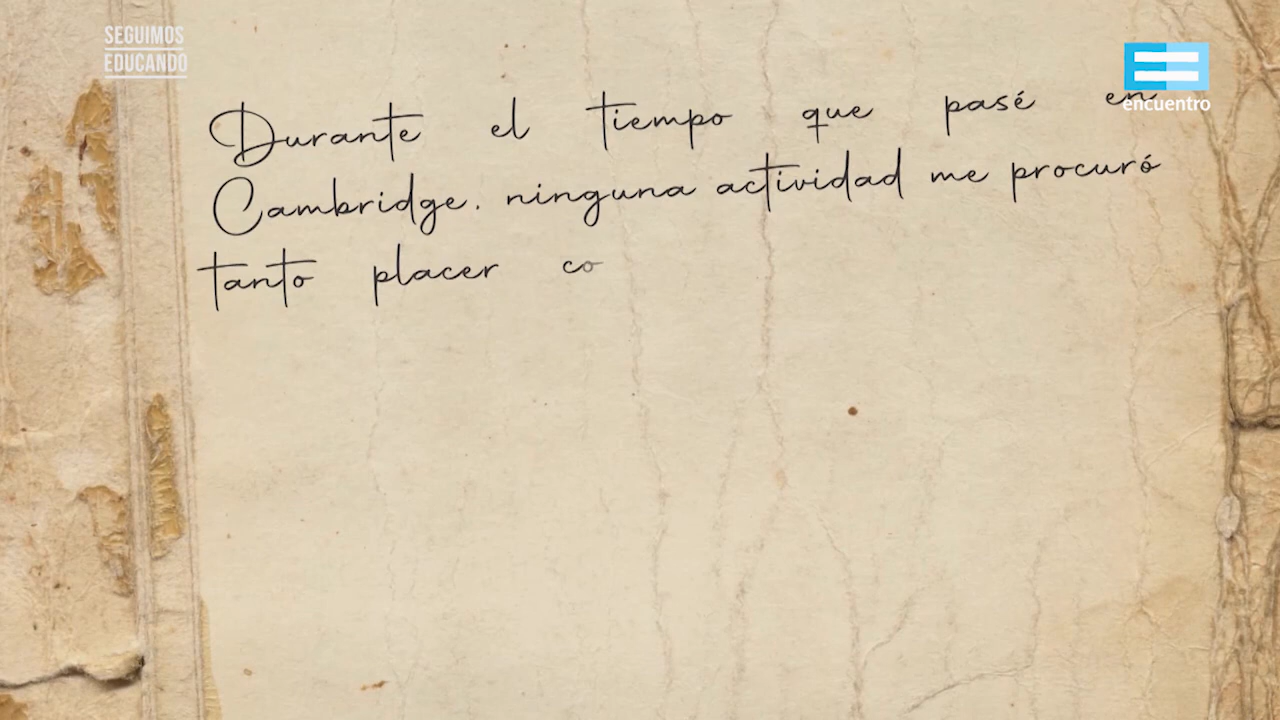 SEGUIMOS
EDUCANDO
encuentro
Durante el tiempo que pasé en
Cambridge. ninguna actividad me procuró
tanto placer co